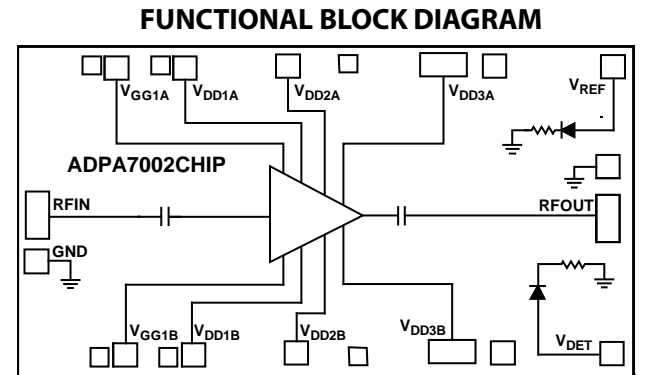 FUNCTIONAL BLOCK DIAGRAM
VGG1A
VDD1A
VDD2A
VDD3A
VREF
ADPA7002CHIP
RFIN
RFOUT
GND
VGG1B
VDD1B
VDD2B
VDD3B
VDET